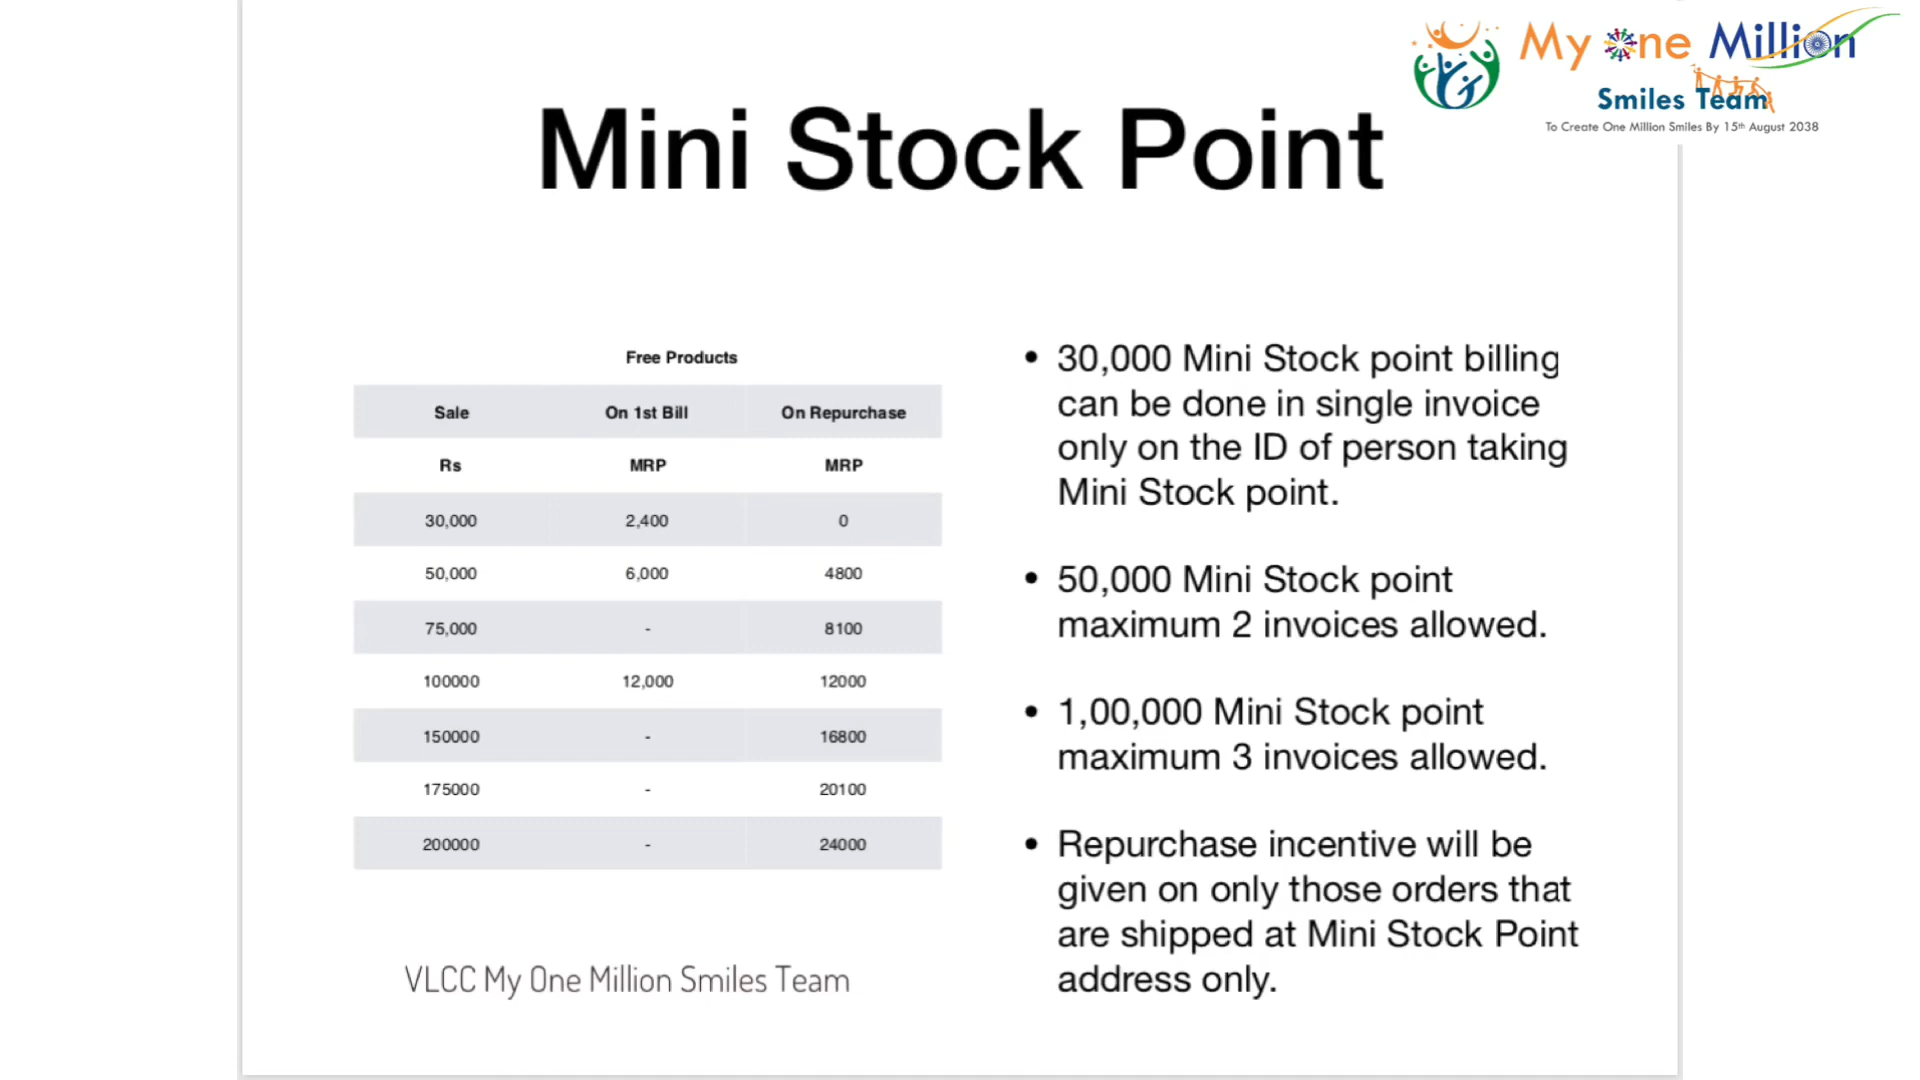 My One Million
Smiles Team
To Create One Million Smiles By 15th August 2038
Mini Stock Point
Free Products
Sale On 1st Bill On Repurchase
Rs MRP MRP
30,000 2,400 0
50,000 6,000 4800
75,000 - 8100
100000 12,000 12000
150000 - 16800
175000 - 20100
200000 - 24000
VLCC My One Million Smiles Team
• 30,000 Mini Stock point billing
can be done in single invoice
only on the ID of person taking
Mini Stock point.
• 50,000 Mini Stock point
maximum 2 invoices allowed.
• 1,00,000 Mini Stock point
maximum 3 invoices allowed.
• Repurchase incentive will be
given on only those orders that
are shipped at Mini Stock Point
address only.